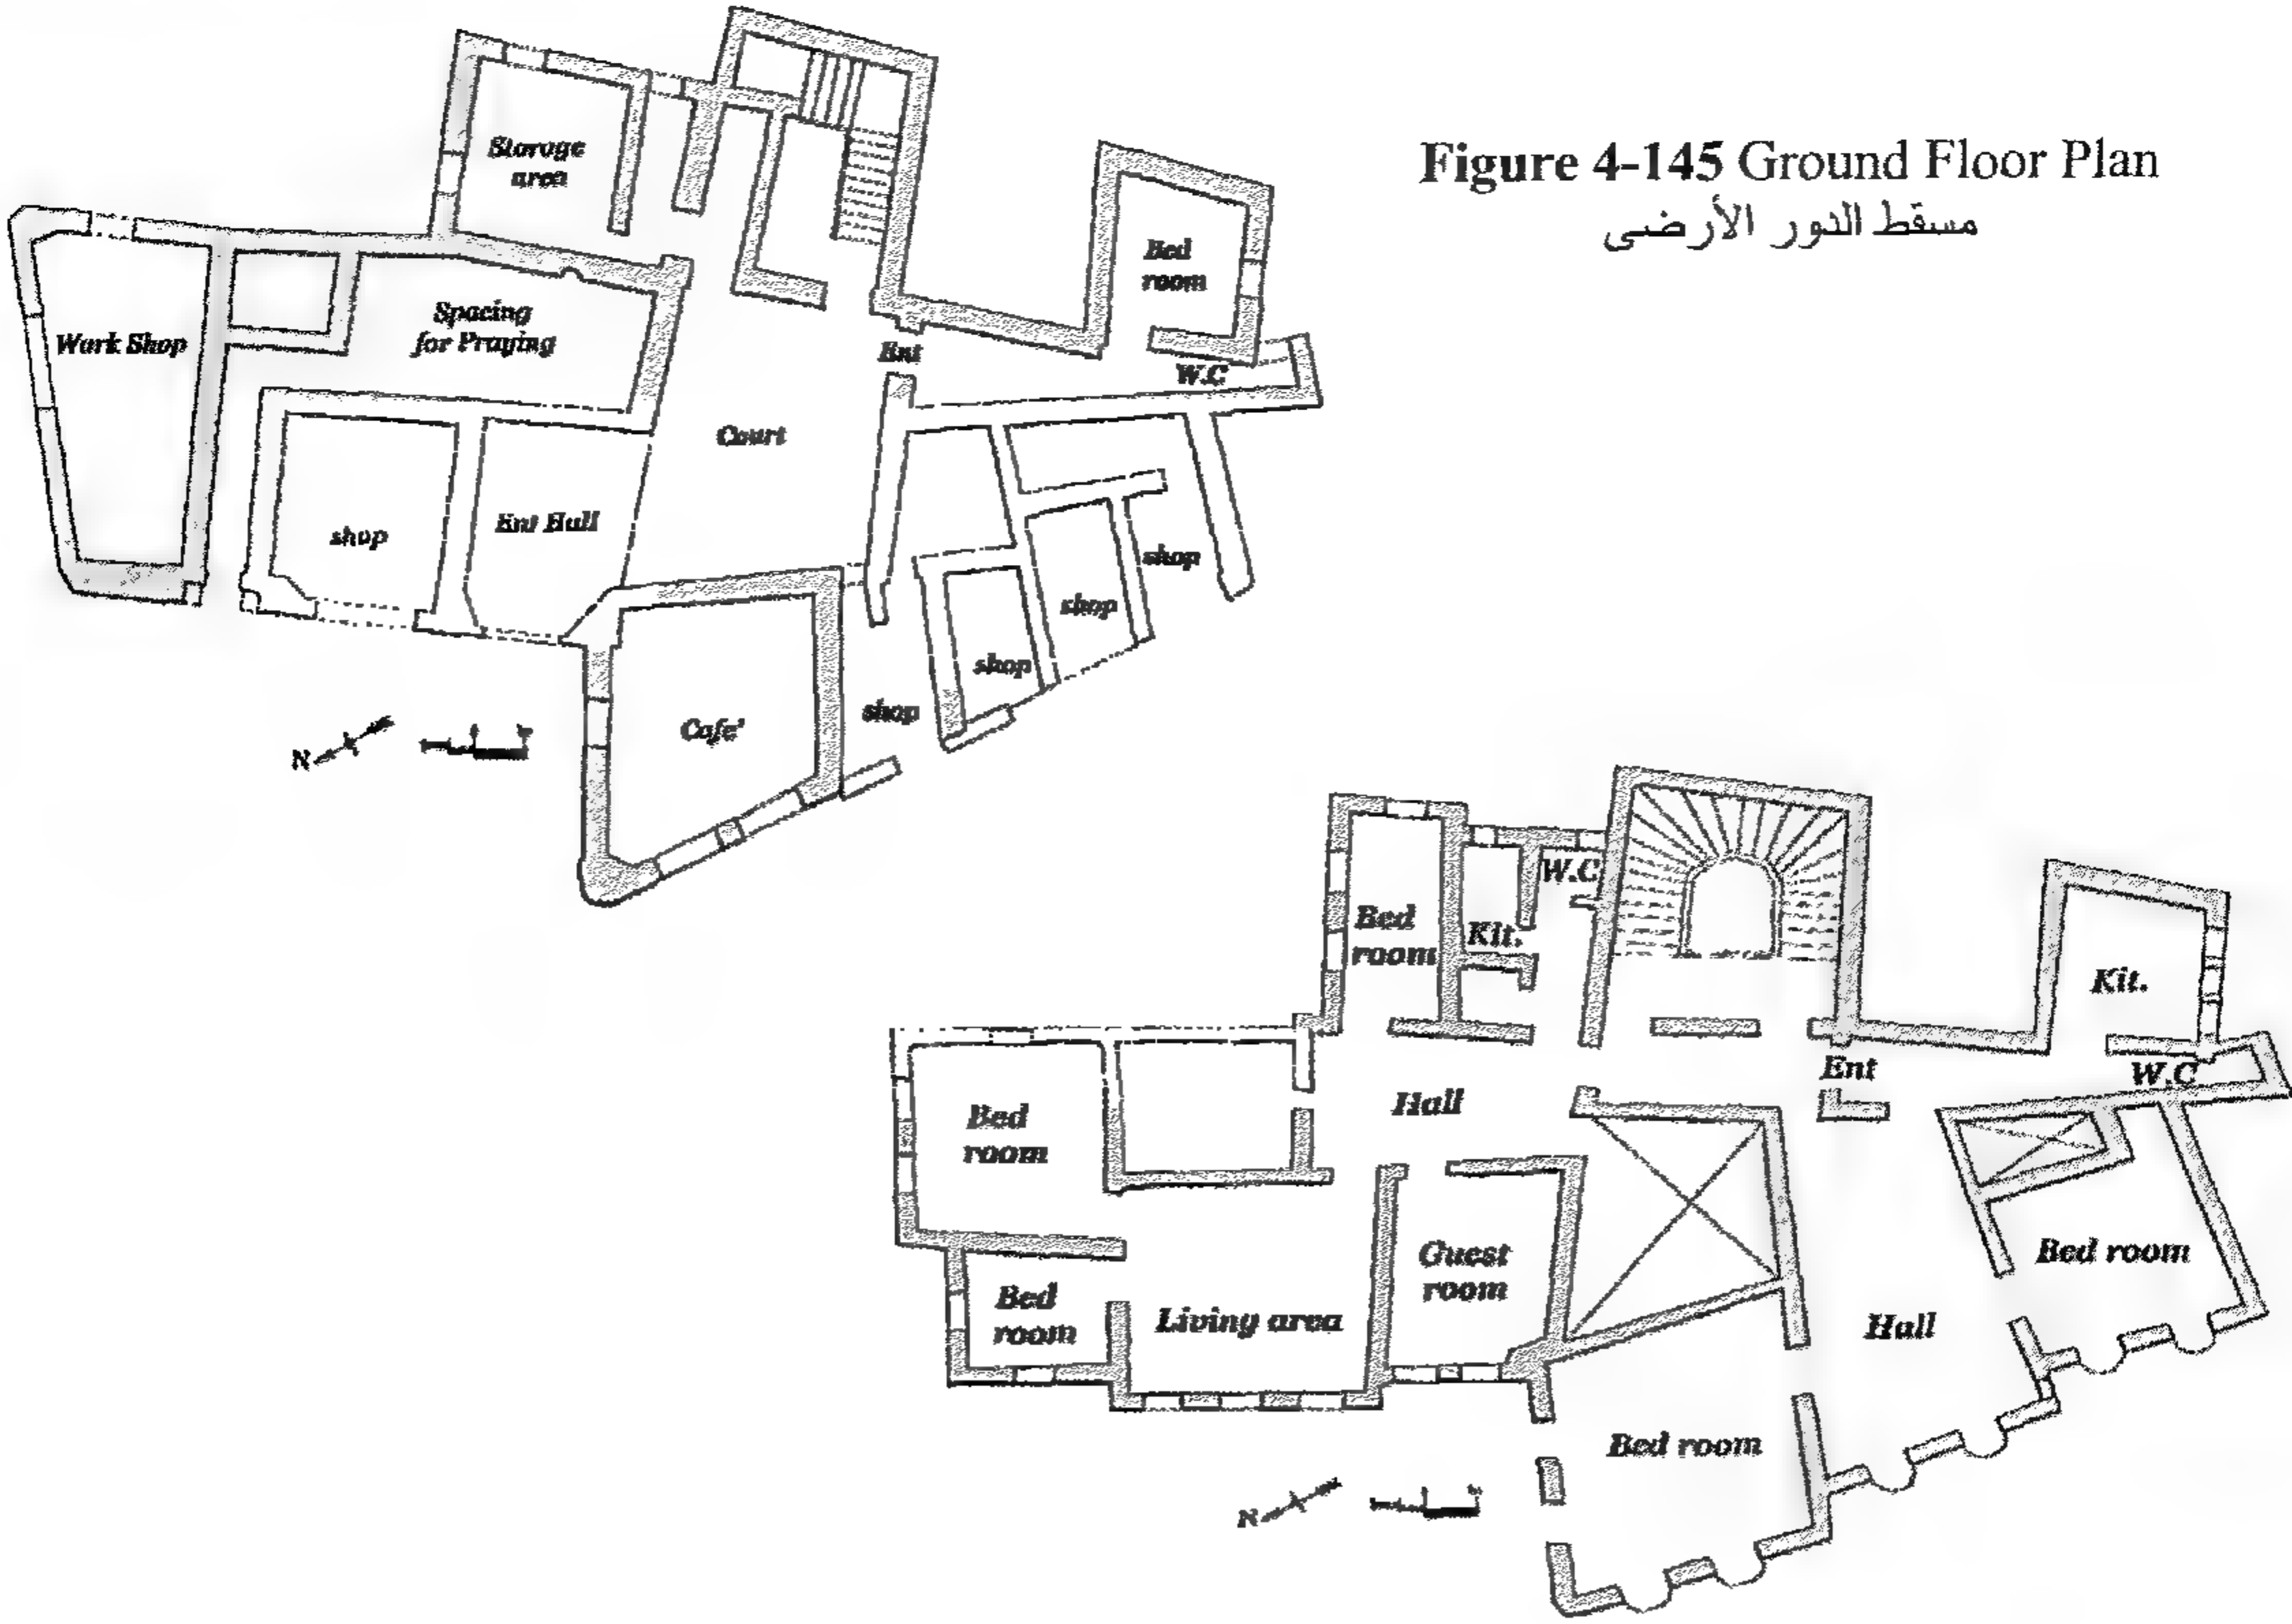 Figure 4-145 Ground Floor Plan
مسقط الدور الأرضى
Storage
area
Bed
room
Work Shop
Spacing
for Praying
Ent
W.C
Court
shop
Ent Hall
shop
shop
shop
shop
Cafe'
N
W.C
Bed
room
Kit.
Kit.
Ent
W.C
Hall
Bed
room
Guest
room
Bed room
Bed
room
Living area
Hall
Bed room
N